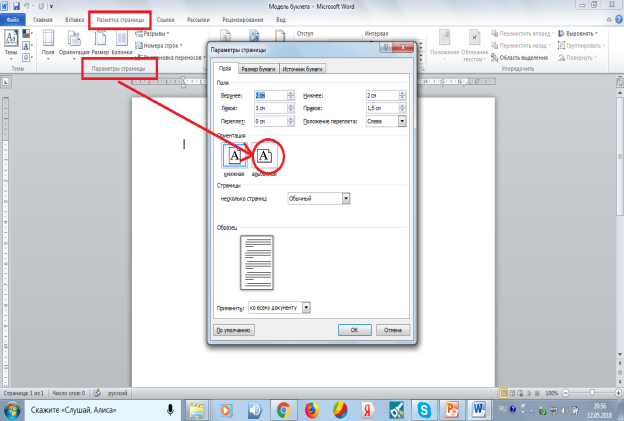 Модель буклета - Microsoft Word
Файл Главная Вставка Разметка страницы Ссылки Рассылки Рецензирование Вид
Темы
Поля Ориентация Размер Колонки
Разрывы
Номера строк
Расстановка переносов
Отступ Интервал
Положение Обтекание текстом
Переместить вперед
Переместить назад
Область выделения
Выровнять
Группировать
Повернуть
Темы Параметры страницы Упорядочить
Параметры страницы
Поля Размер бумаги Источник бумаги
Поля
Верхнее: Нижнее: 2 см
Левое: 3 см Правое: 1,5 см
Переплет: 0 см Положение переплета: Слева
Ориентация
книжная альбомная
Страницы
несколько страниц: Обычный
Образец
Применить: ко всему документу
По умолчанию ОК Отмена
Страница: 1 из 1 Число слов: 0 русский 100%
Скажите «Слушай, Алиса»
RU 20:56
12.05.2018